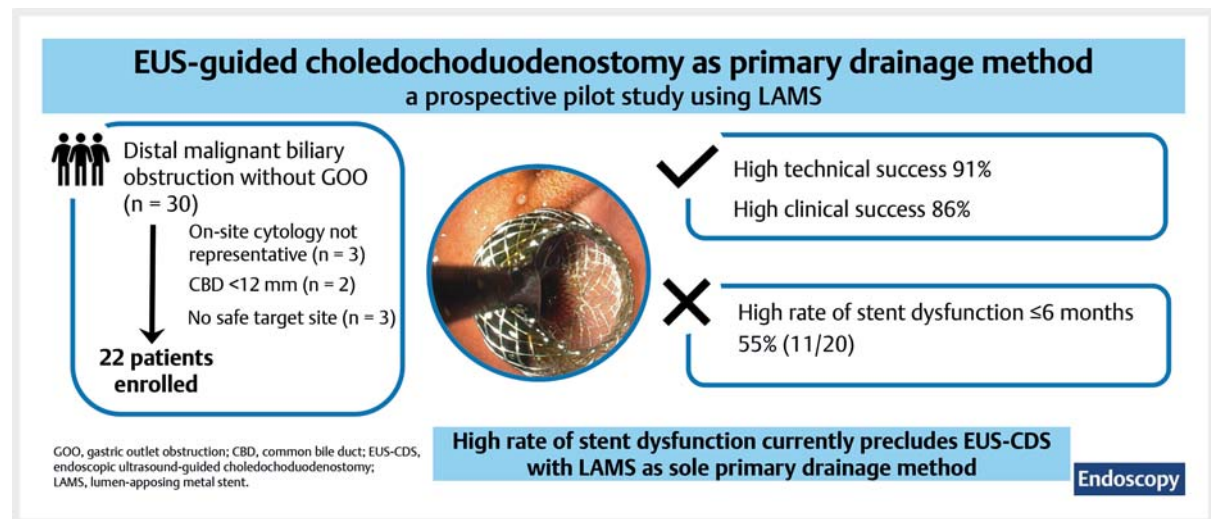 EUS-guided choledochoduodenostomy as primary drainage method
a prospective pilot study using LAMS
Distal malignant biliary
obstruction without GOO
(n = 30)
On-site cytology not
representative (n = 3)
CBD <12 mm (n = 2)
No safe target site (n = 3)
22 patients
enrolled
High technical success 91%
High clinical success 86%
High rate of stent dysfunction ≤6 months
55% (11/20)
GOO, gastric outlet obstruction; CBD, common bile duct; EUS-CDS,
endoscopic ultrasound-guided choledochoduodenostomy;
LAMS, lumen-apposing metal stent.
High rate of stent dysfunction currently precludes EUS-CDS
with LAMS as sole primary drainage method
Endoscopy